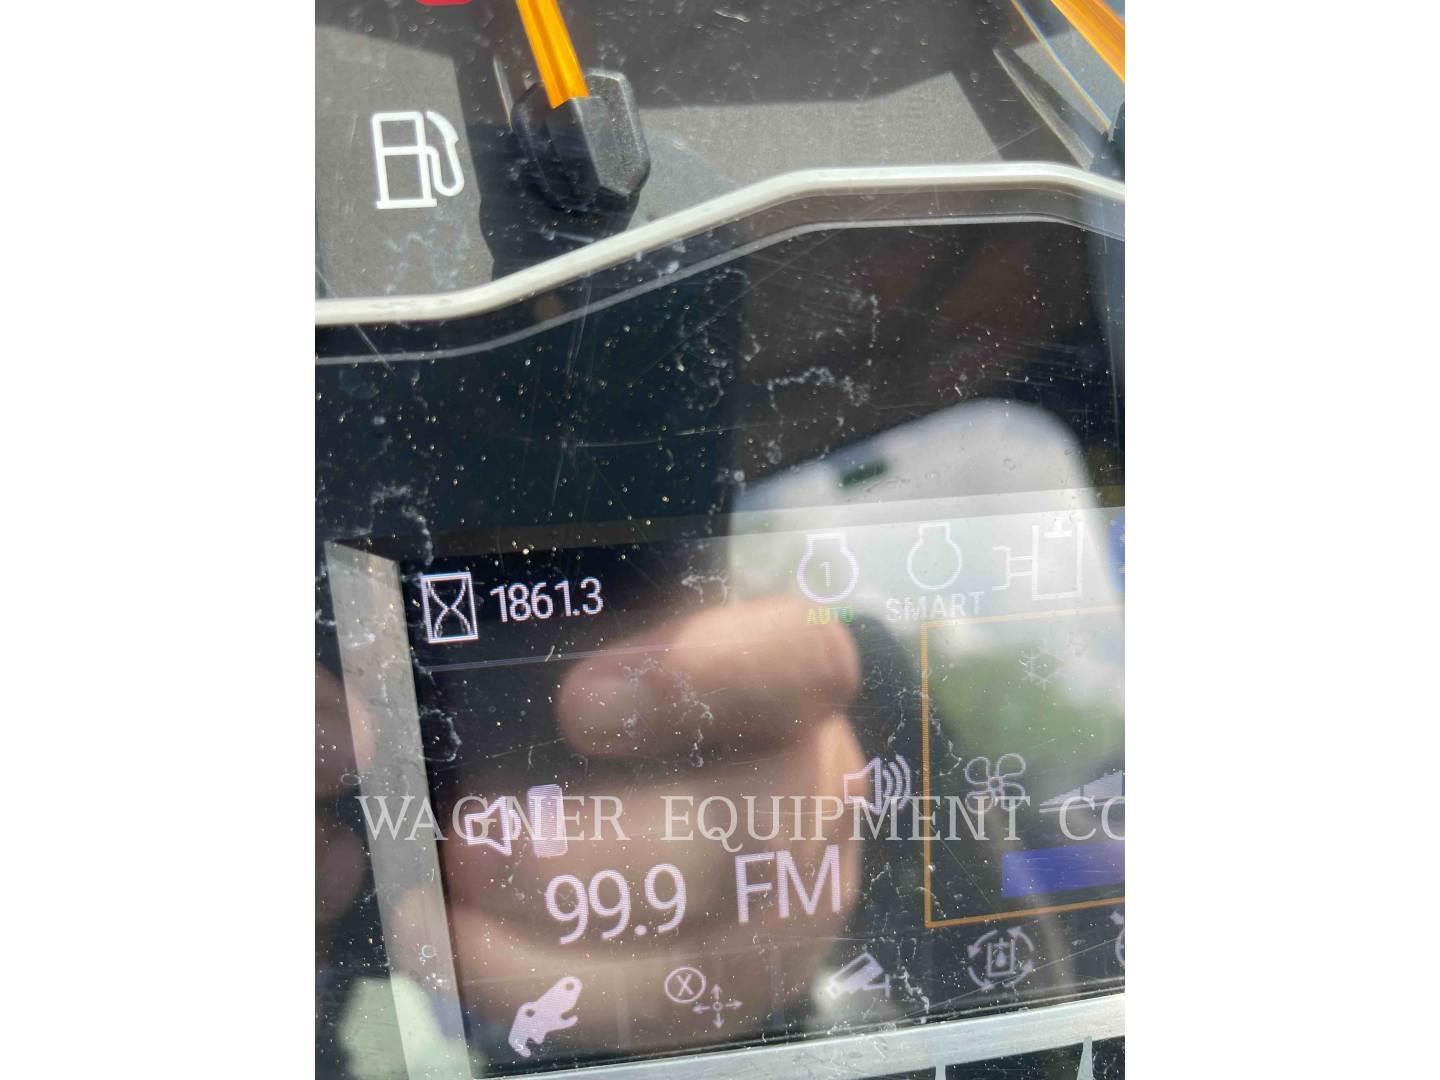 1861.3
1
AUTO
SMART
WAGNER EQUIPMENT CO
99.9 FM
X